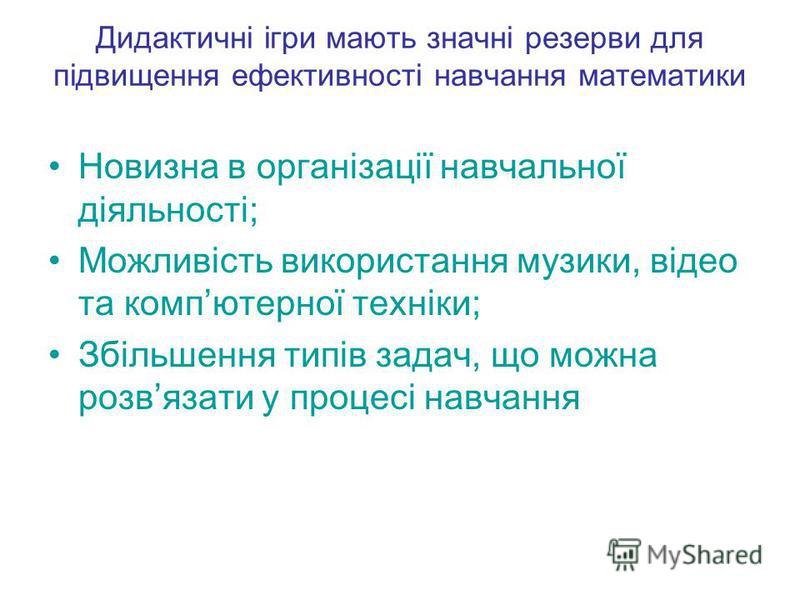 Дидактичні ігри мають значні резерви для
підвищення ефективності навчання математики
• Новизна в організації навчальної
діяльності;
• Можливість використання музики, відео
та комп’ютерної техніки;
• Збільшення типів задач, що можна
розв’язати у процесі навчання
MyShared